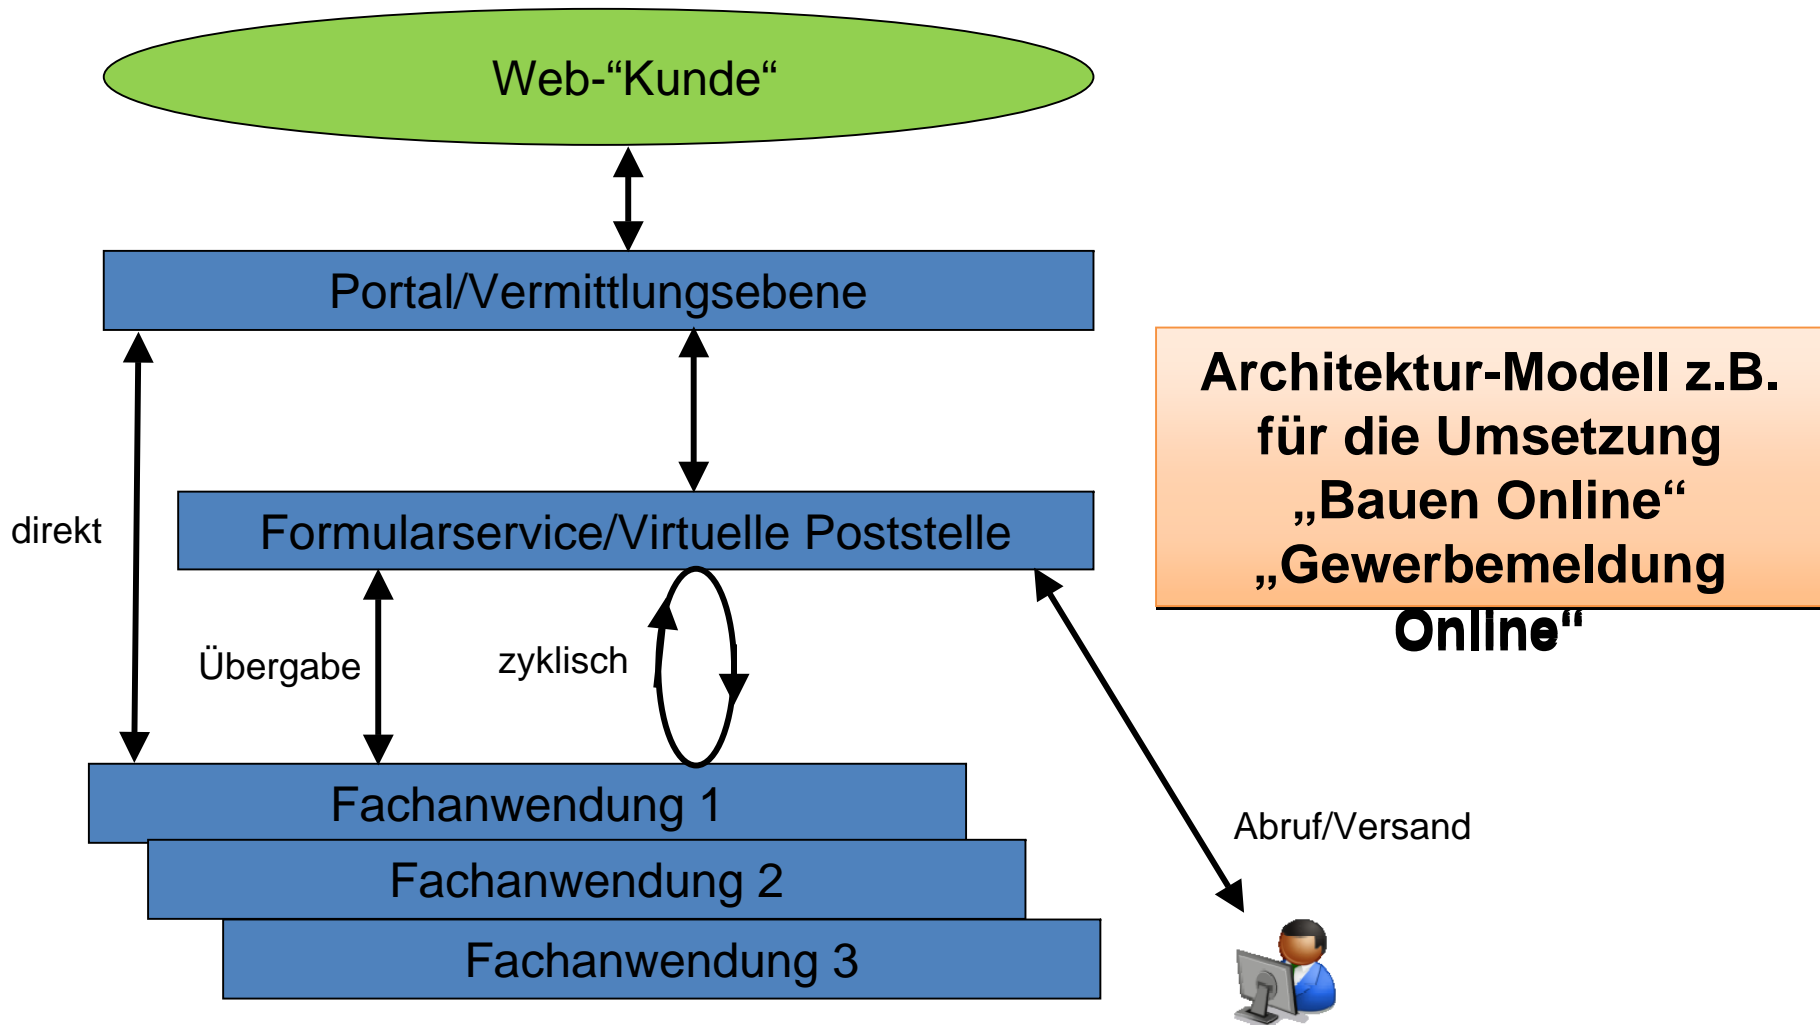 Web-“Kunde“
Portal/Vermittlungsebene
Architektur-Modell z.B.
für die Umsetzung
„Bauen Online“
„Gewerbemeldung
Online“
direkt
Formularservice/Virtuelle Poststelle
Übergabe
zyklisch
Fachanwendung 1
Abruf/Versand
Fachanwendung 2
Fachanwendung 3